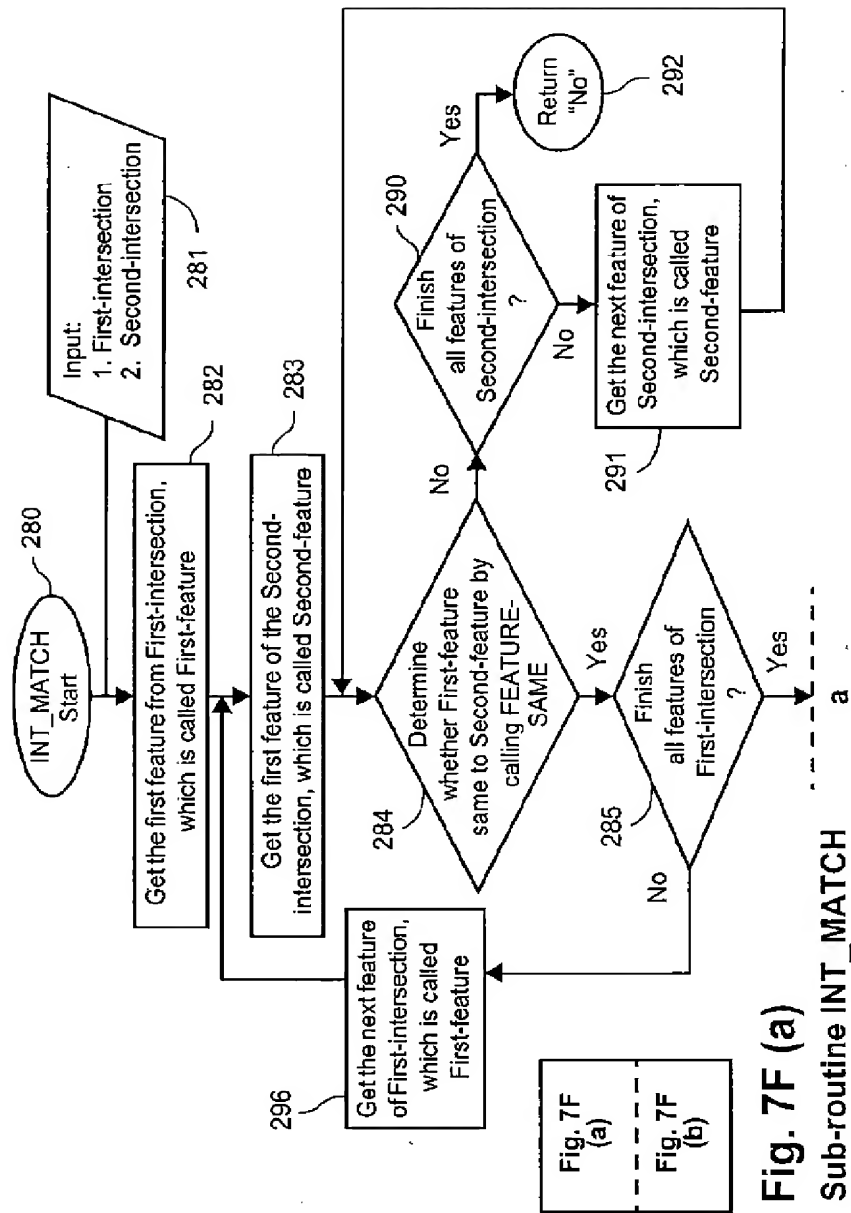 INT_MATCH
Start
280
Input:
1. First-intersection
2. Second-intersection
281
Get the first feature from First-intersection,
which is called First-feature
282
Get the first feature of the Second-
intersection, which is called Second-feature
283
Determine
whether First-feature
same to Second-feature by
calling FEATURE-
SAME
284
No
Yes
Finish
all features of
Second-intersection
?
290
Yes
No
Return
"No"
292
Get the next feature of
Second-intersection,
which is called
Second-feature
291
Finish
all features of
First-intersection
?
285
No
Yes
a
Get the next feature
of First-intersection,
which is called
First-feature
296
Fig. 7F
(a)
Fig. 7F
(b)
Fig. 7F (a)
Sub-routine INT_MATCH